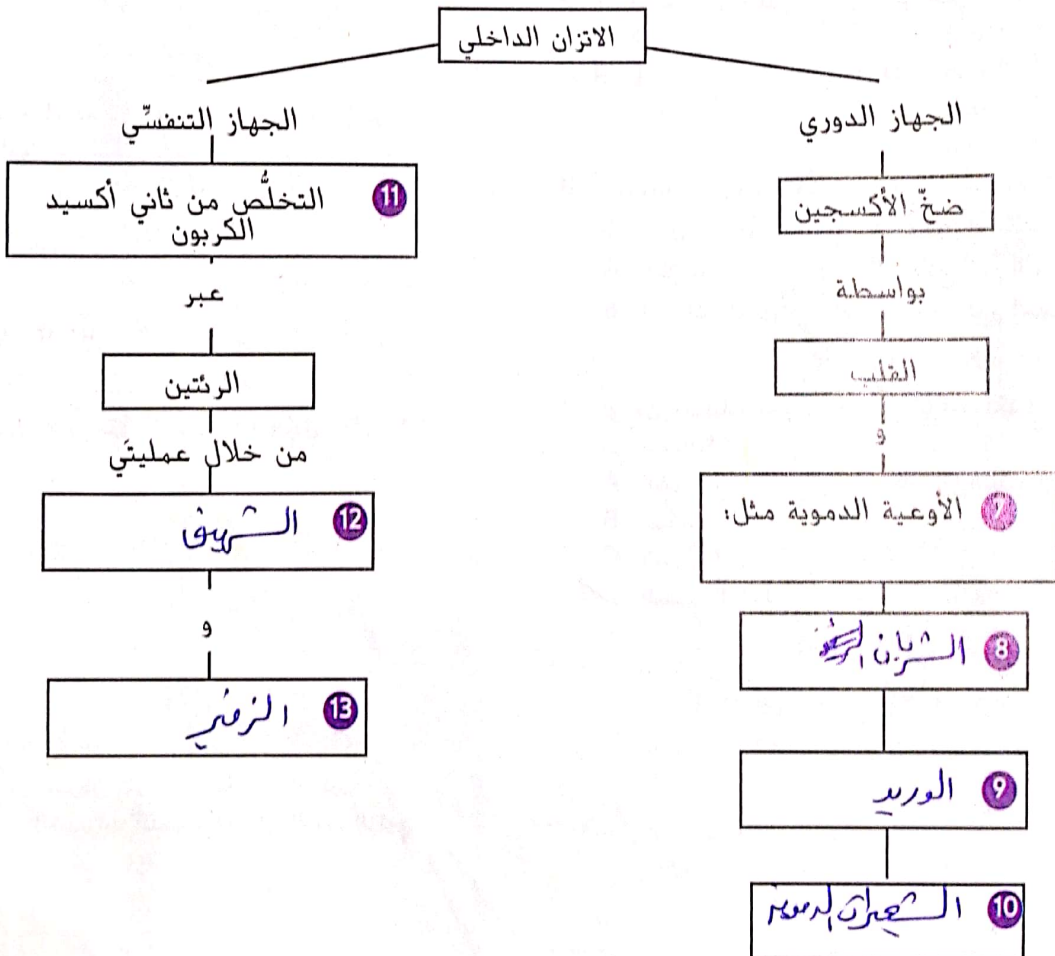 الاتزان الداخلي
الجهاز الدوري
ضخّ الأكسجين
بواسطة
القلب
و
7 الأوعية الدموية مثل:
8 الشريان
9 الوريد
10 الشعيرات الدموية
الجهاز التنفسِّي
11 التخلُّص من ثاني أكسيد
الكربون
عبر
الرئتين
من خلال عمليتَي
12 الشهيق
و
13 الزفير